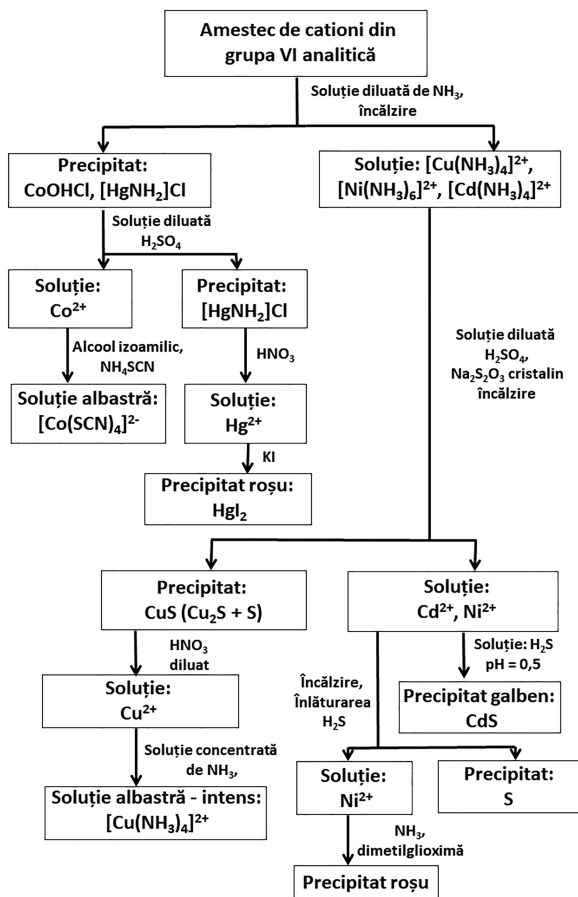 Amestec de cationi din
grupa VI analitică
Soluție diluată de NH₃,
încălzire
Precipitat:
CoOHCl, [HgNH₂]Cl
Soluție: [Cu(NH₃)₄]²⁺,
[Ni(NH₃)₆]²⁺, [Cd(NH₃)₄]²⁺
Soluție diluată
H₂SO₄
Soluție:
Co²⁺
Precipitat:
[HgNH₂]Cl
Alcool izoamilic,
NH₄SCN
HNO₃
Soluție albastră:
[Co(SCN)₄]²⁻
Soluție:
Hg²⁺
KI
Precipitat roșu:
HgI₂
Soluție diluată
H₂SO₄,
Na₂S₂O₃ cristalin
încălzire
Precipitat:
CuS (Cu₂S + S)
Soluție:
Cd²⁺, Ni²⁺
HNO₃
diluat
Soluție: H₂S
pH = 0,5
Soluție:
Cu²⁺
Încălzire,
Înlăturarea
H₂S
Precipitat galben:
CdS
Soluție concentrată
de NH₃,
Soluție albastră - intens:
[Cu(NH₃)₄]²⁺
Soluție:
Ni²⁺
Precipitat:
S
NH₃,
dimetilglioximă
Precipitat roșu